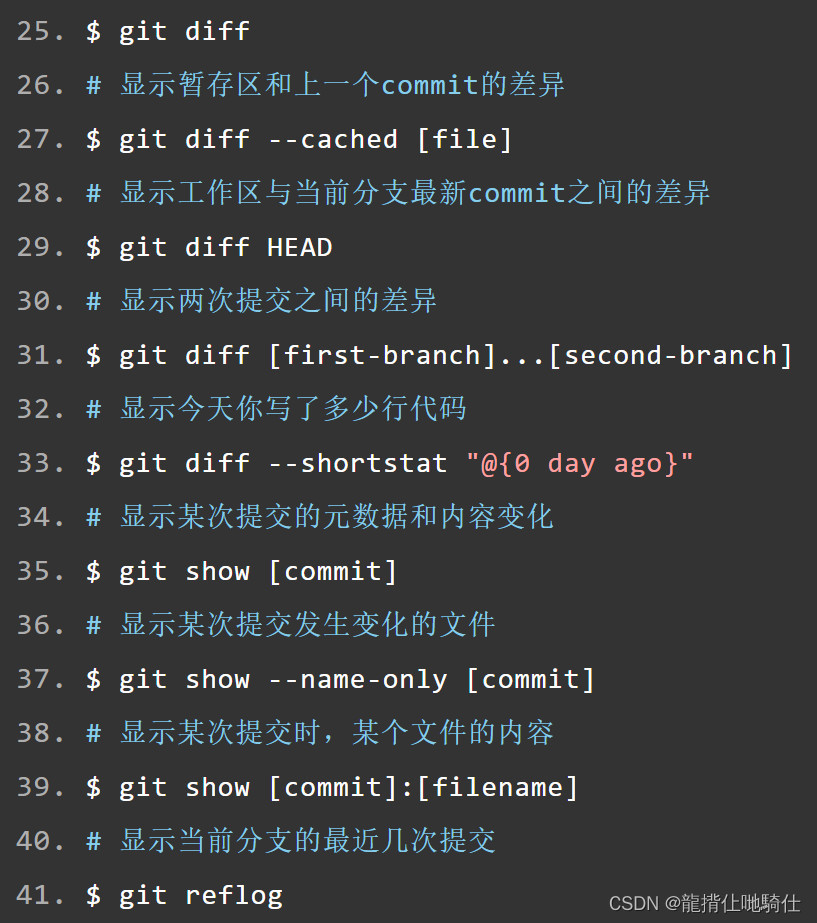 25. $ git diff
26. # 显示暂存区和上一个commit的差异
27. $ git diff --cached [file]
28. # 显示工作区与当前分支最新commit之间的差异
29. $ git diff HEAD
30. # 显示两次提交之间的差异
31. $ git diff [first-branch]...[second-branch]
32. # 显示今天你写了多少行代码
33. $ git diff --shortstat "@{0 day ago}"
34. # 显示某次提交的元数据和内容变化
35. $ git show [commit]
36. # 显示某次提交发生变化的文件
37. $ git show --name-only [commit]
38. # 显示某次提交时，某个文件的内容
39. $ git show [commit]:[filename]
40. # 显示当前分支的最近几次提交
41. $ git reflog
CSDN @龍揹仩哋騎仕